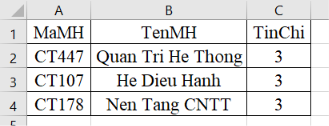 A B C
1 MaMH TenMH TinChi
2 CT447 Quan Tri He Thong 3
3 CT107 He Dieu Hanh 3
4 CT178 Nen Tang CNTT 3